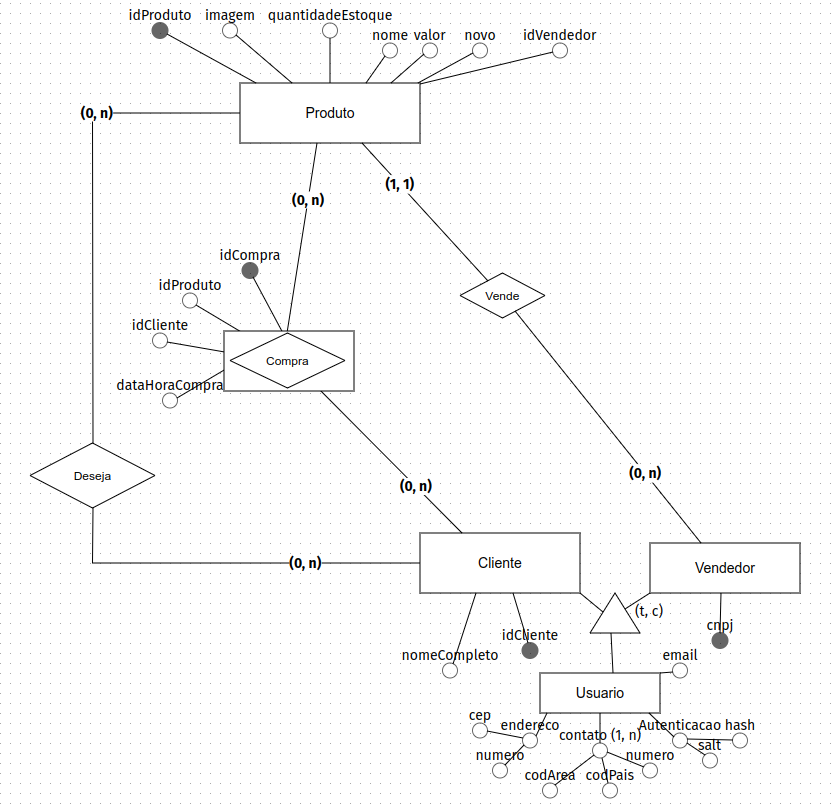 idProduto imagem quantidadeEstoque
nome valor novo idVendedor
Produto
(0, n)
(1, 1)
(0, n)
idCompra
idProduto
Vende
idCliente
Compra
dataHoraCompra
Deseja
(0, n)
(0, n)
(0, n)
Cliente
Vendedor
(t, c)
cnpj
idCliente
nomeCompleto
email
Usuario
cep
endereco
Autenticacao hash
contato (1, n)
salt
numero
numero
codArea codPais